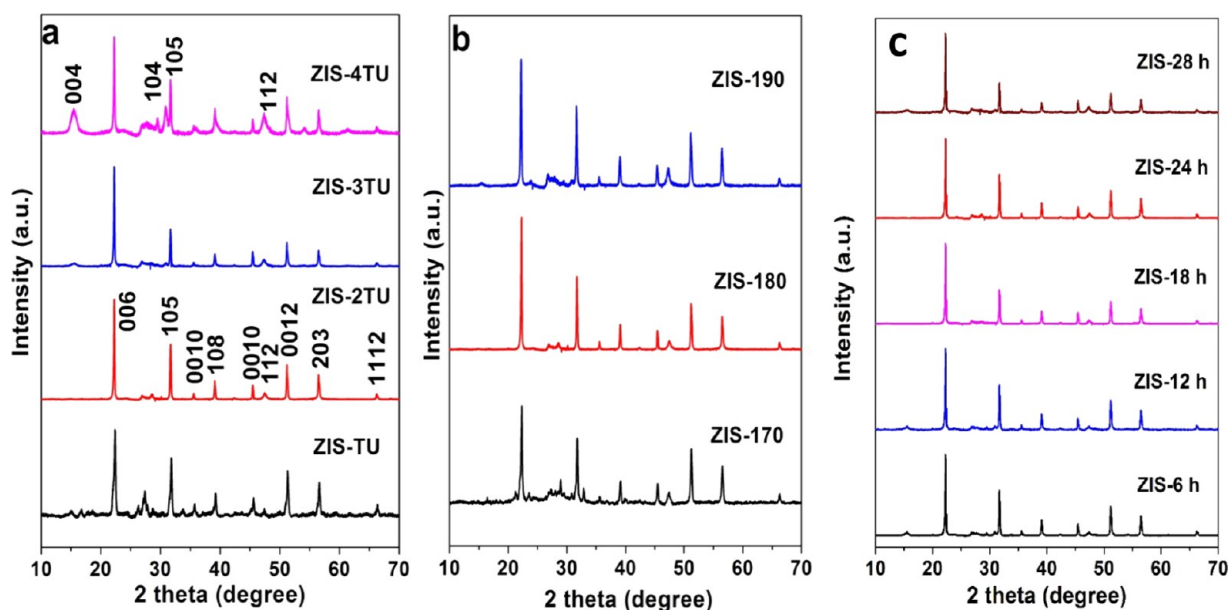 a
004
104
105
ZIS-4TU
112
ZIS-3TU
ZIS-2TU
006
105
0010
108
0010
112
0012
203
1112
ZIS-TU
Intensity (a.u.)
10 20 30 40 50 60 70
2 theta (degree)
b
ZIS-190
ZIS-180
ZIS-170
Intensity (a.u.)
10 20 30 40 50 60 70
2 theta (degree)
c
ZIS-28 h
ZIS-24 h
ZIS-18 h
ZIS-12 h
ZIS-6 h
Intensity (a.u.)
10 20 30 40 50 60 70
2 theta (degree)